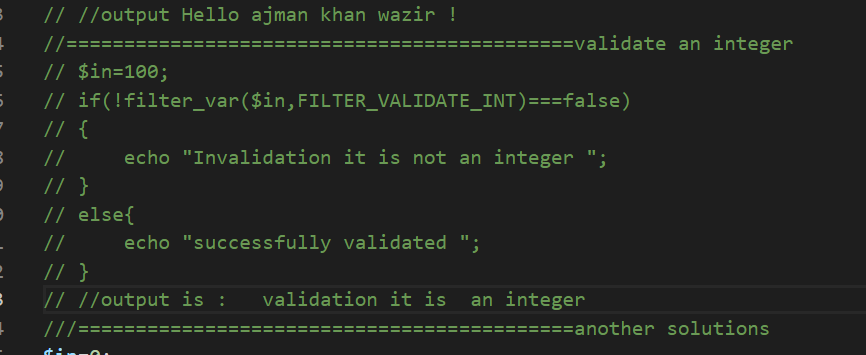 // //output Hello ajman khan wazir !
//============================================validate an integer
// $in=100;
// if(!filter_var($in,FILTER_VALIDATE_INT)===false)
// {
//     echo "Invalidation it is not an integer ";
// }
// else{
//     echo "successfully validated ";
// }
// //output is :   validation it is  an integer
///===========================================another solutions
$in=0;